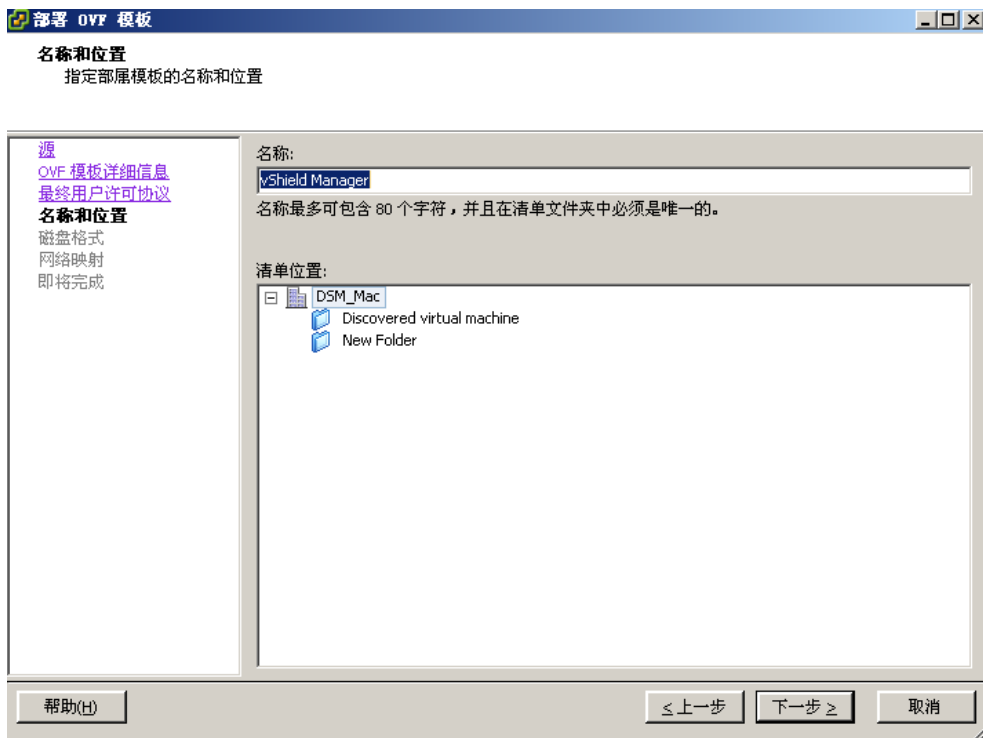 部署 OVF 模板
名称和位置
指定部属模板的名称和位置
源
OVF 模板详细信息
最终用户许可协议
名称和位置
磁盘格式
网络映射
即将完成
名称:
vShield Manager
名称最多可包含 80 个字符，并且在清单文件夹中必须是唯一的。
清单位置:
DSM_Mac
Discovered virtual machine
New Folder
帮助(H)
≤上一步
下一步 ≥
取消